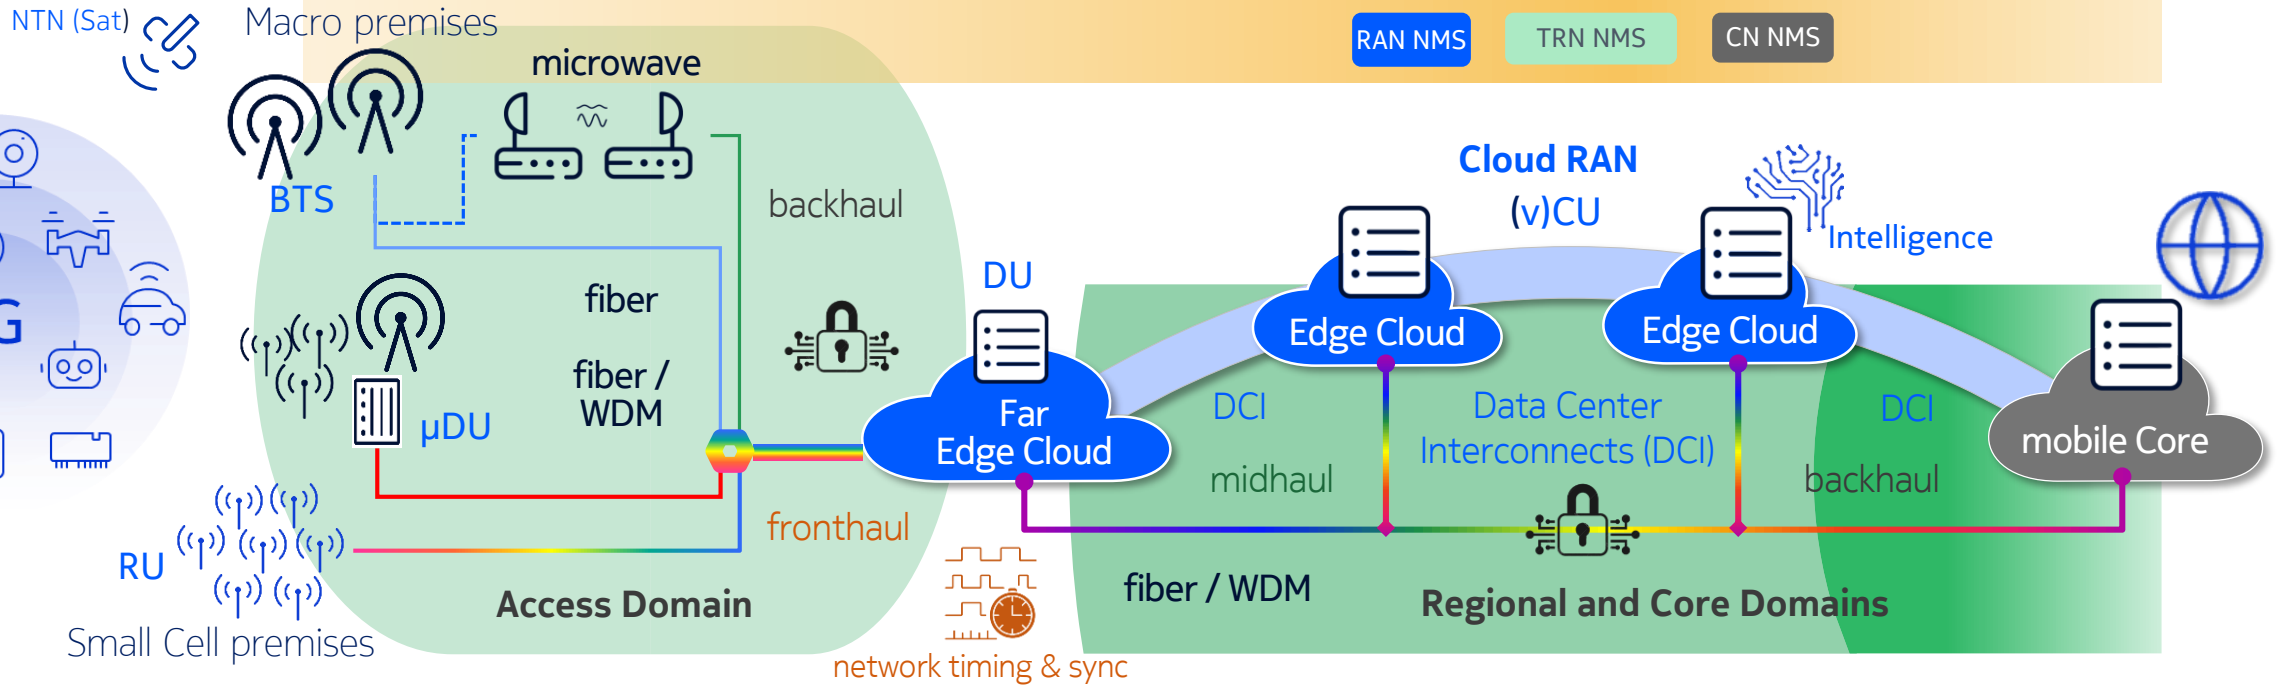 NTN (Sat)
Macro premises
RAN NMS
TRN NMS
CN NMS
microwave
BTS
backhaul
Cloud RAN
(v)CU
Intelligence
DU
fiber
Edge Cloud
Edge Cloud
G
fiber /
WDM
μDU
Far
Edge Cloud
DCI
Data Center
Interconnects (DCI)
DCI
mobile Core
midhaul
backhaul
fronthaul
RU
Access Domain
fiber / WDM
Regional and Core Domains
Small Cell premises
network timing & sync